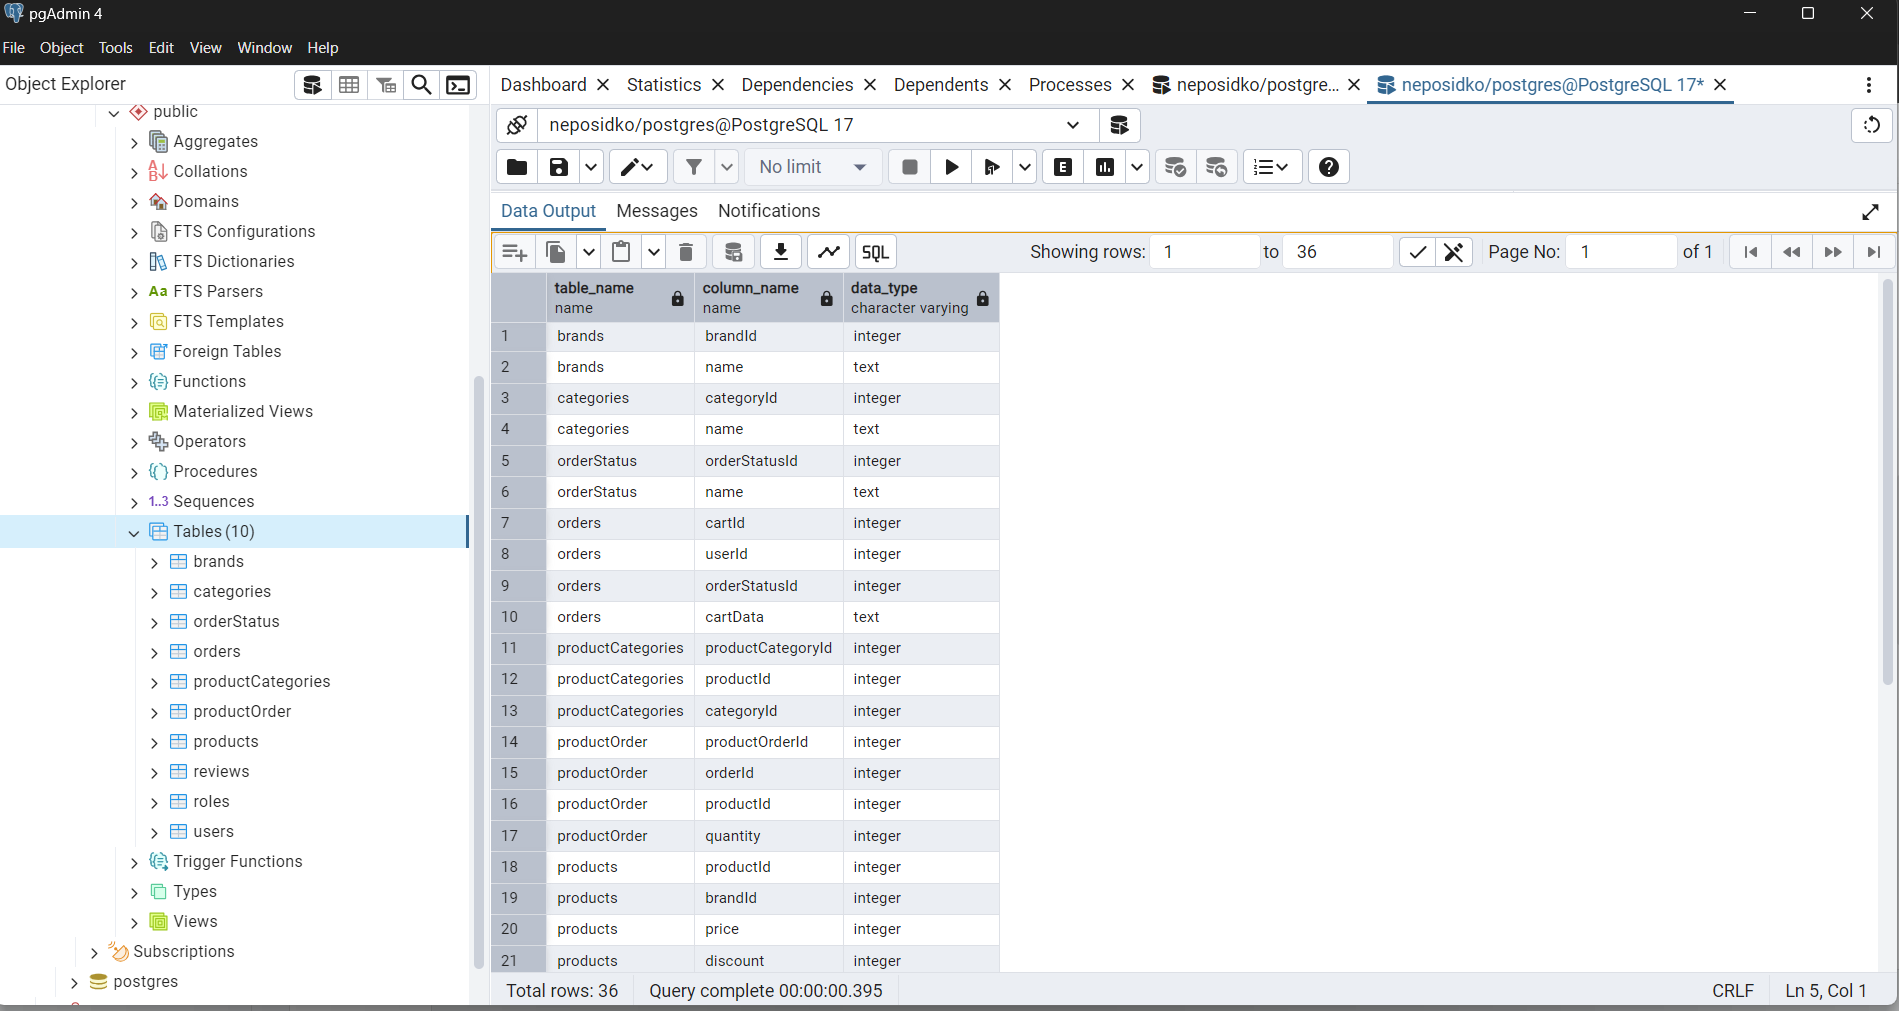 pgAdmin 4
File Object Tools Edit View Window Help
Object Explorer
public
Aggregates
Collations
Domains
FTS Configurations
FTS Dictionaries
Aa FTS Parsers
FTS Templates
Foreign Tables
Functions
Materialized Views
Operators
Procedures
1..3 Sequences
Tables (10)
brands
categories
orderStatus
orders
productCategories
productOrder
products
reviews
roles
users
Trigger Functions
Types
Views
Subscriptions
postgres
Dashboard Statistics Dependencies Dependents Processes neposidko/postgre... neposidko/postgres@PostgreSQL 17*
neposidko/postgres@PostgreSQL 17
No limit E
Data Output Messages Notifications
SQL Showing rows: 1 to 36 Page No: 1 of 1
table_name column_name data_type
name name character varying
1 brands brandId integer
2 brands name text
3 categories categoryId integer
4 categories name text
5 orderStatus orderStatusId integer
6 orderStatus name text
7 orders cartId integer
8 orders userId integer
9 orders orderStatusId integer
10 orders cartData text
11 productCategories productCategoryId integer
12 productCategories productId integer
13 productCategories categoryId integer
14 productOrder productOrderId integer
15 productOrder orderId integer
16 productOrder productId integer
17 productOrder quantity integer
18 products productId integer
19 products brandId integer
20 products price integer
21 products discount integer
Total rows: 36 Query complete 00:00:00.395 CRLF Ln 5, Col 1